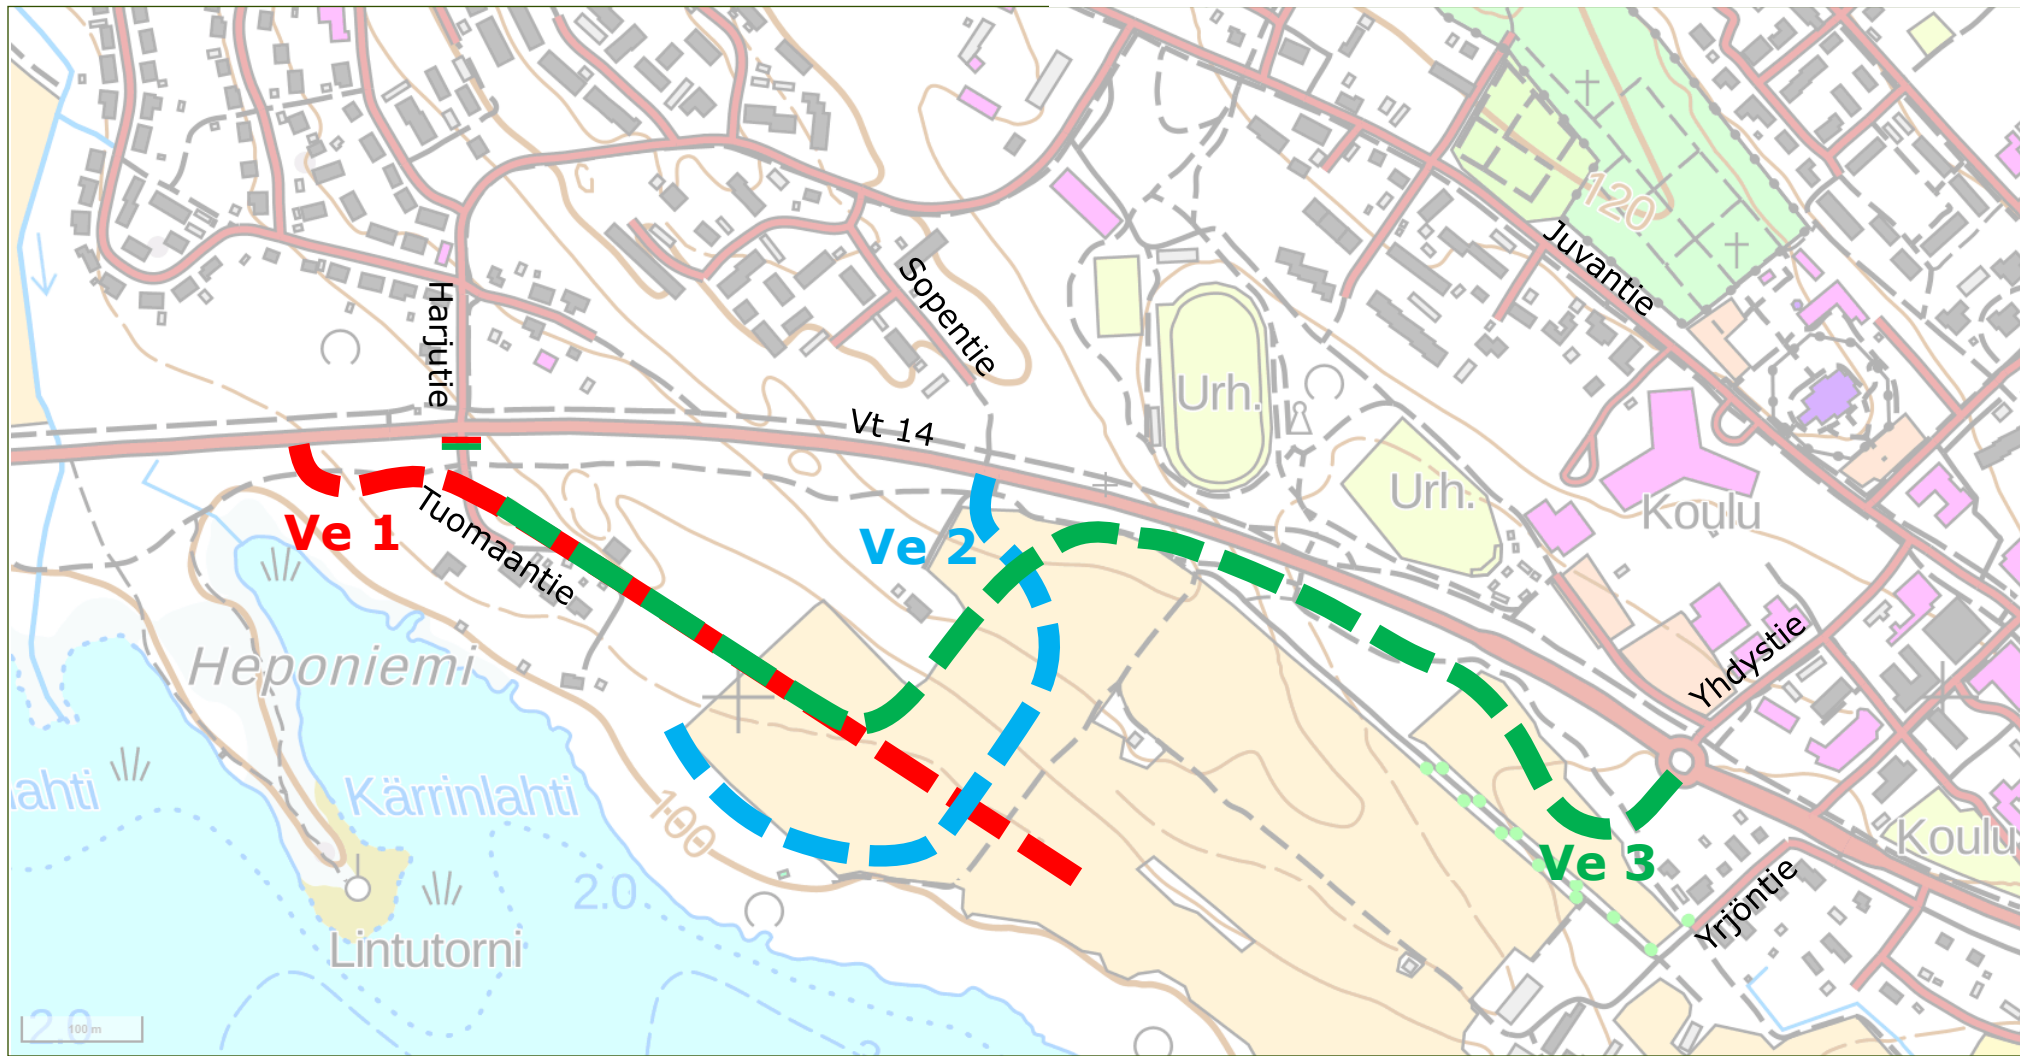 120
Juvantie
Harjutie
Sopentie
Urh.
Vt 14
Urh.
Koulu
Ve 1
Tuomaantie
Ve 2
Heponiemi
Yhdystie
lahti
Kärrinlahti
100
Koulu
Ve 3
2.0
Yrjöntie
Lintutorni
2.0
100 m